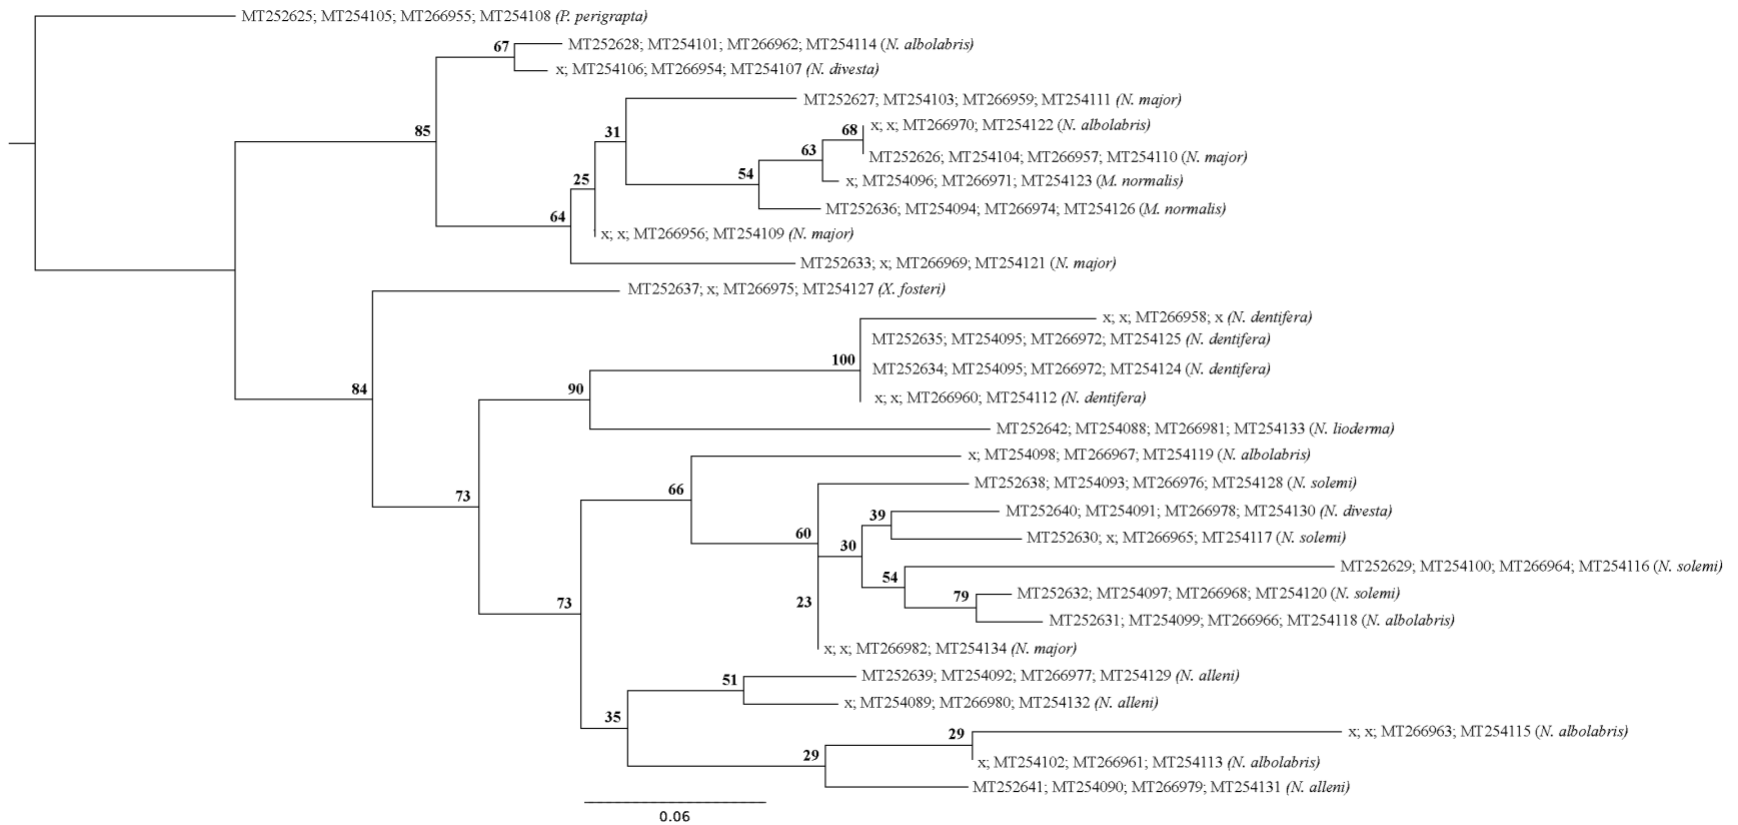 MT252625; MT254105; MT266955; MT254108 (P. perigrapta)
67
MT252628; MT254101; MT266962; MT254114 (N. albolabris)
x; MT254106; MT266954; MT254107 (N. divesta)
85
MT252627; MT254103; MT266959; MT254111 (N. major)
31
68
x; x; MT266970; MT254122 (N. albolabris)
63
MT252626; MT254104; MT266957; MT254110 (N. major)
54
x; MT254096; MT266971; MT254123 (M. normalis)
25
MT252636; MT254094; MT266974; MT254126 (M. normalis)
64
x; x; MT266956; MT254109 (N. major)
MT252633; x; MT266969; MT254121 (N. major)
MT252637; x; MT266975; MT254127 (X. fosteri)
84
x; x; MT266958; x (N. dentifera)
MT252635; MT254095; MT266972; MT254125 (N. dentifera)
100
MT252634; MT254095; MT266972; MT254124 (N. dentifera)
90
x; x; MT266960; MT254112 (N. dentifera)
MT252642; MT254088; MT266981; MT254133 (N. lioderma)
73
x; MT254098; MT266967; MT254119 (N. albolabris)
66
MT252638; MT254093; MT266976; MT254128 (N. solemi)
39
MT252640; MT254091; MT266978; MT254130 (N. divesta)
60
30
MT252630; x; MT266965; MT254117 (N. solemi)
54
MT252629; MT254100; MT266964; MT254116 (N. solemi)
73
23
79
MT252632; MT254097; MT266968; MT254120 (N. solemi)
MT252631; MT254099; MT266966; MT254118 (N. albolabris)
x; x; MT266982; MT254134 (N. major)
51
MT252639; MT254092; MT266977; MT254129 (N. alleni)
x; MT254089; MT266980; MT254132 (N. alleni)
35
29
x; x; MT266963; MT254115 (N. albolabris)
29
x; MT254102; MT266961; MT254113 (N. albolabris)
MT252641; MT254090; MT266979; MT254131 (N. alleni)
0.06